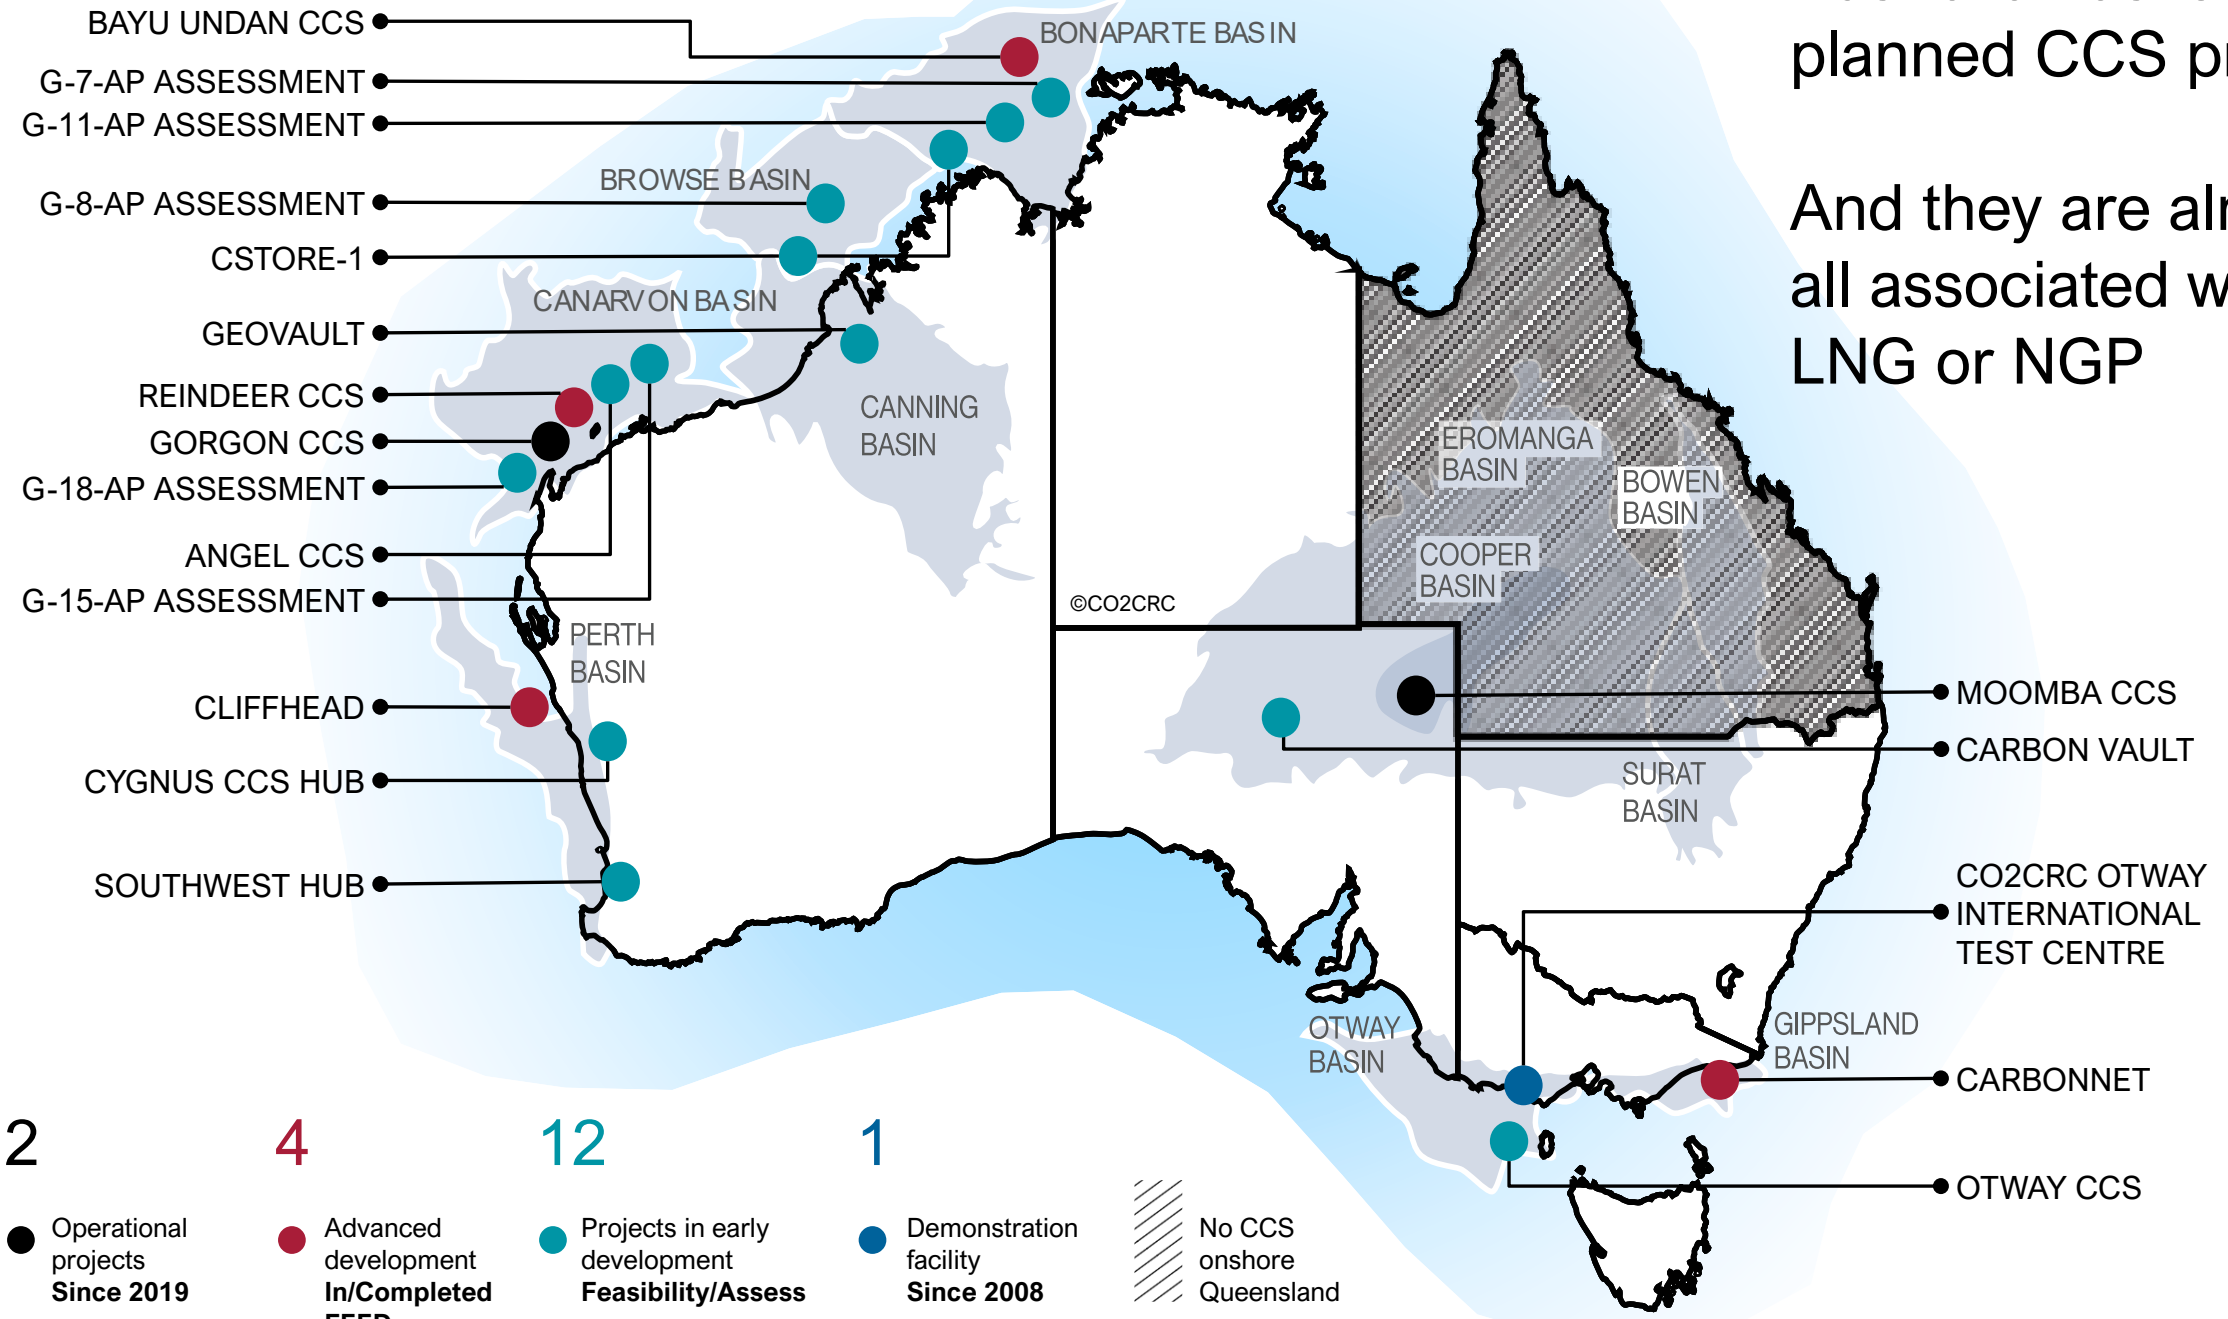 BAYU UNDAN CCS
G-7-AP ASSESSMENT
G-11-AP ASSESSMENT
G-8-AP ASSESSMENT
CSTORE-1
GEOVAULT
REINDEER CCS
GORGON CCS
G-18-AP ASSESSMENT
ANGEL CCS
G-15-AP ASSESSMENT
CLIFFHEAD
CYGNUS CCS HUB
SOUTHWEST HUB
BONAPARTE BASIN
BROWSE BASIN
CANARVON BASIN
CANNING
BASIN
PERTH
BASIN
©CO2CRC
EROMANGA
BASIN
BOWEN
BASIN
COOPER
BASIN
SURAT
BASIN
OTWAY
BASIN
GIPPSLAND
BASIN
planned CCS
And they are
all associated
LNG or NGP
MOOMBA CCS
CARBON VAULT
CO2CRC OTWAY
INTERNATIONAL
TEST CENTRE
CARBONNET
OTWAY CCS
2
Operational
projects
Since 2019
4
Advanced
development
In/Completed
12
Projects in early
development
Feasibility/Assess
1
Demonstration
facility
Since 2008
No CCS
onshore
Queensland